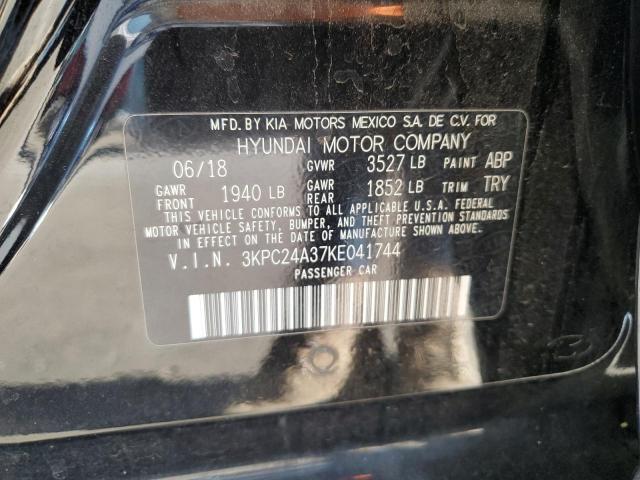 MFD. BY KIA MOTORS MEXICO S.A. DE C.V. FOR
HYUNDAI MOTOR COMPANY
06/18 GVWR 3527 LB PAINT ABP
GAWR FRONT 1940 LB GAWR REAR 1852 LB TRIM TRY
THIS VEHICLE CONFORMS TO ALL APPLICABLE U.S.A. FEDERAL
MOTOR VEHICLE SAFETY, BUMPER, AND THEFT PREVENTION STANDARDS
IN EFFECT ON THE DATE OF MANUFACTURE SHOWN ABOVE.
V.I.N. 3KPC24A37KE041744
PASSENGER CAR